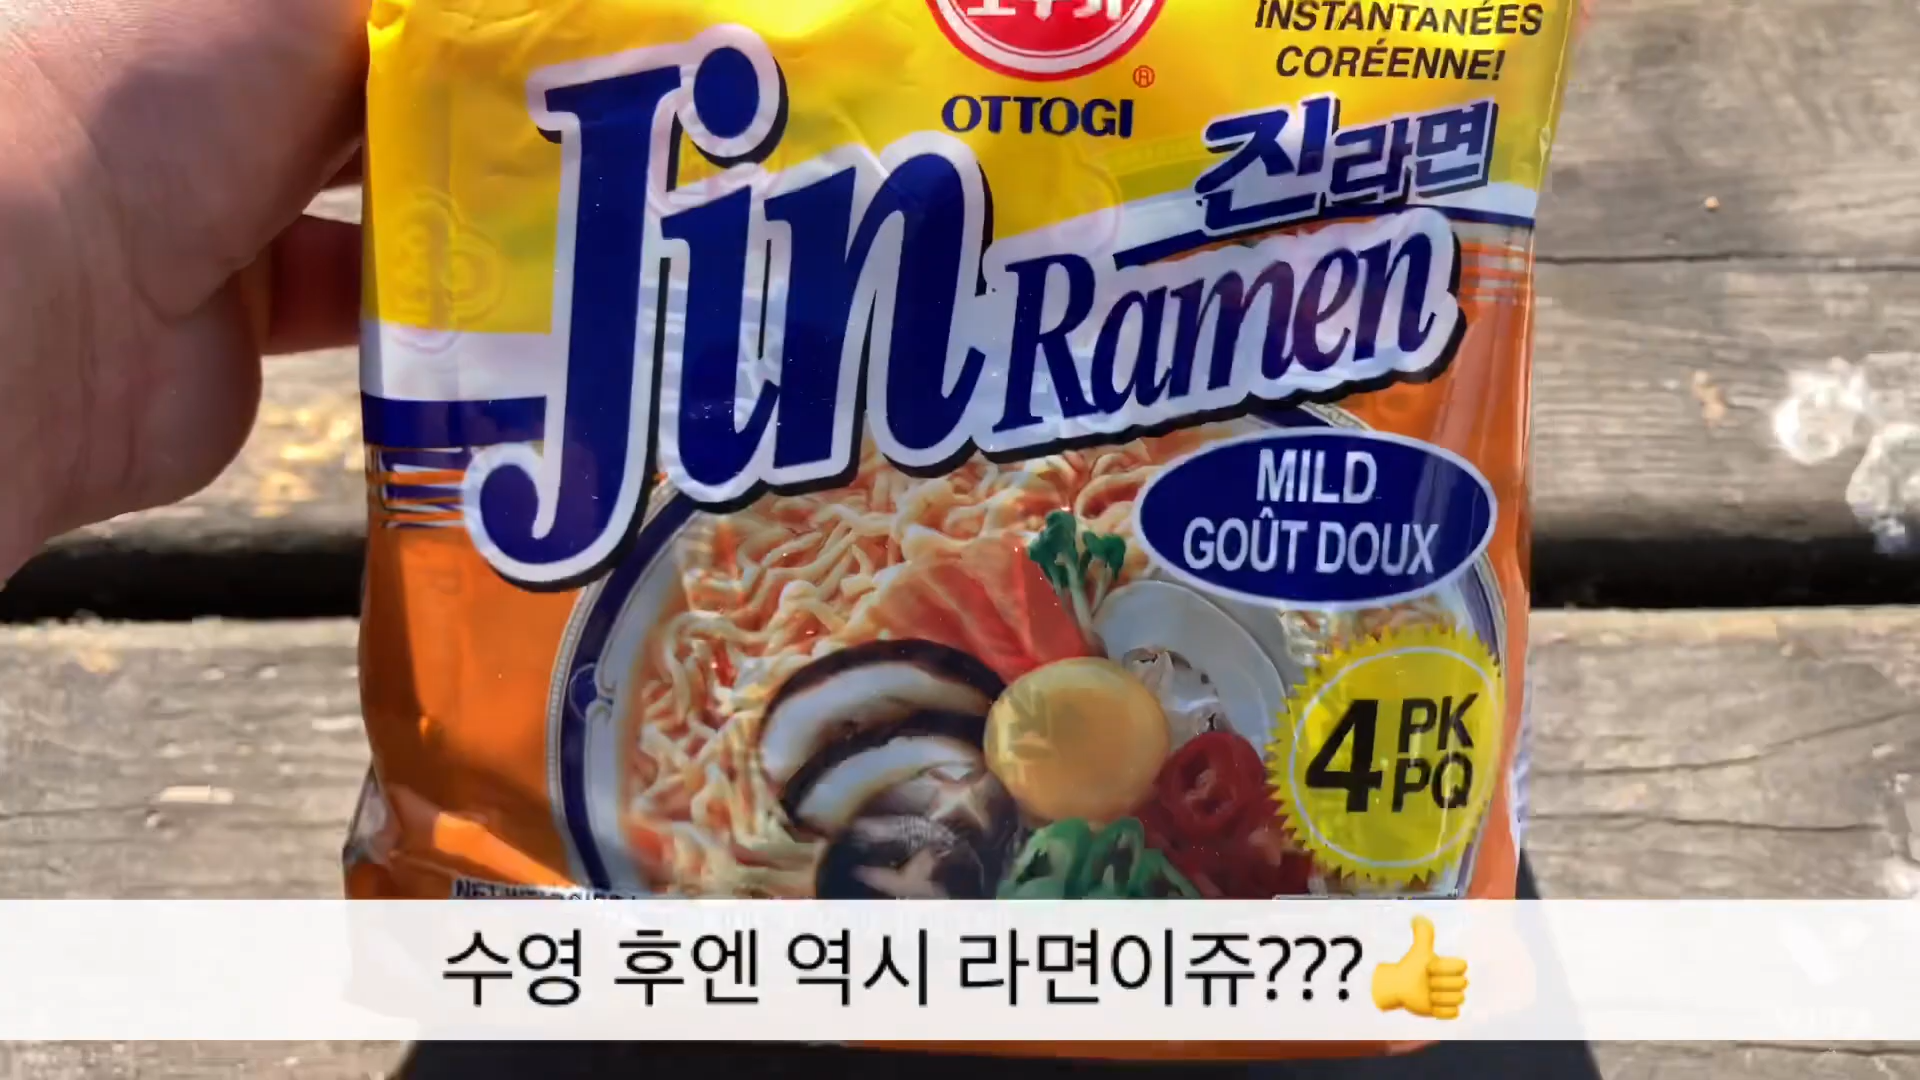 INSTANTANÉES
CORÉENNE!
OTTOGI
진라면
Jin Ramen
MILD
GOÛT DOUX
4 PK
PQ
수영 후엔 역시 라면이쥬???👍